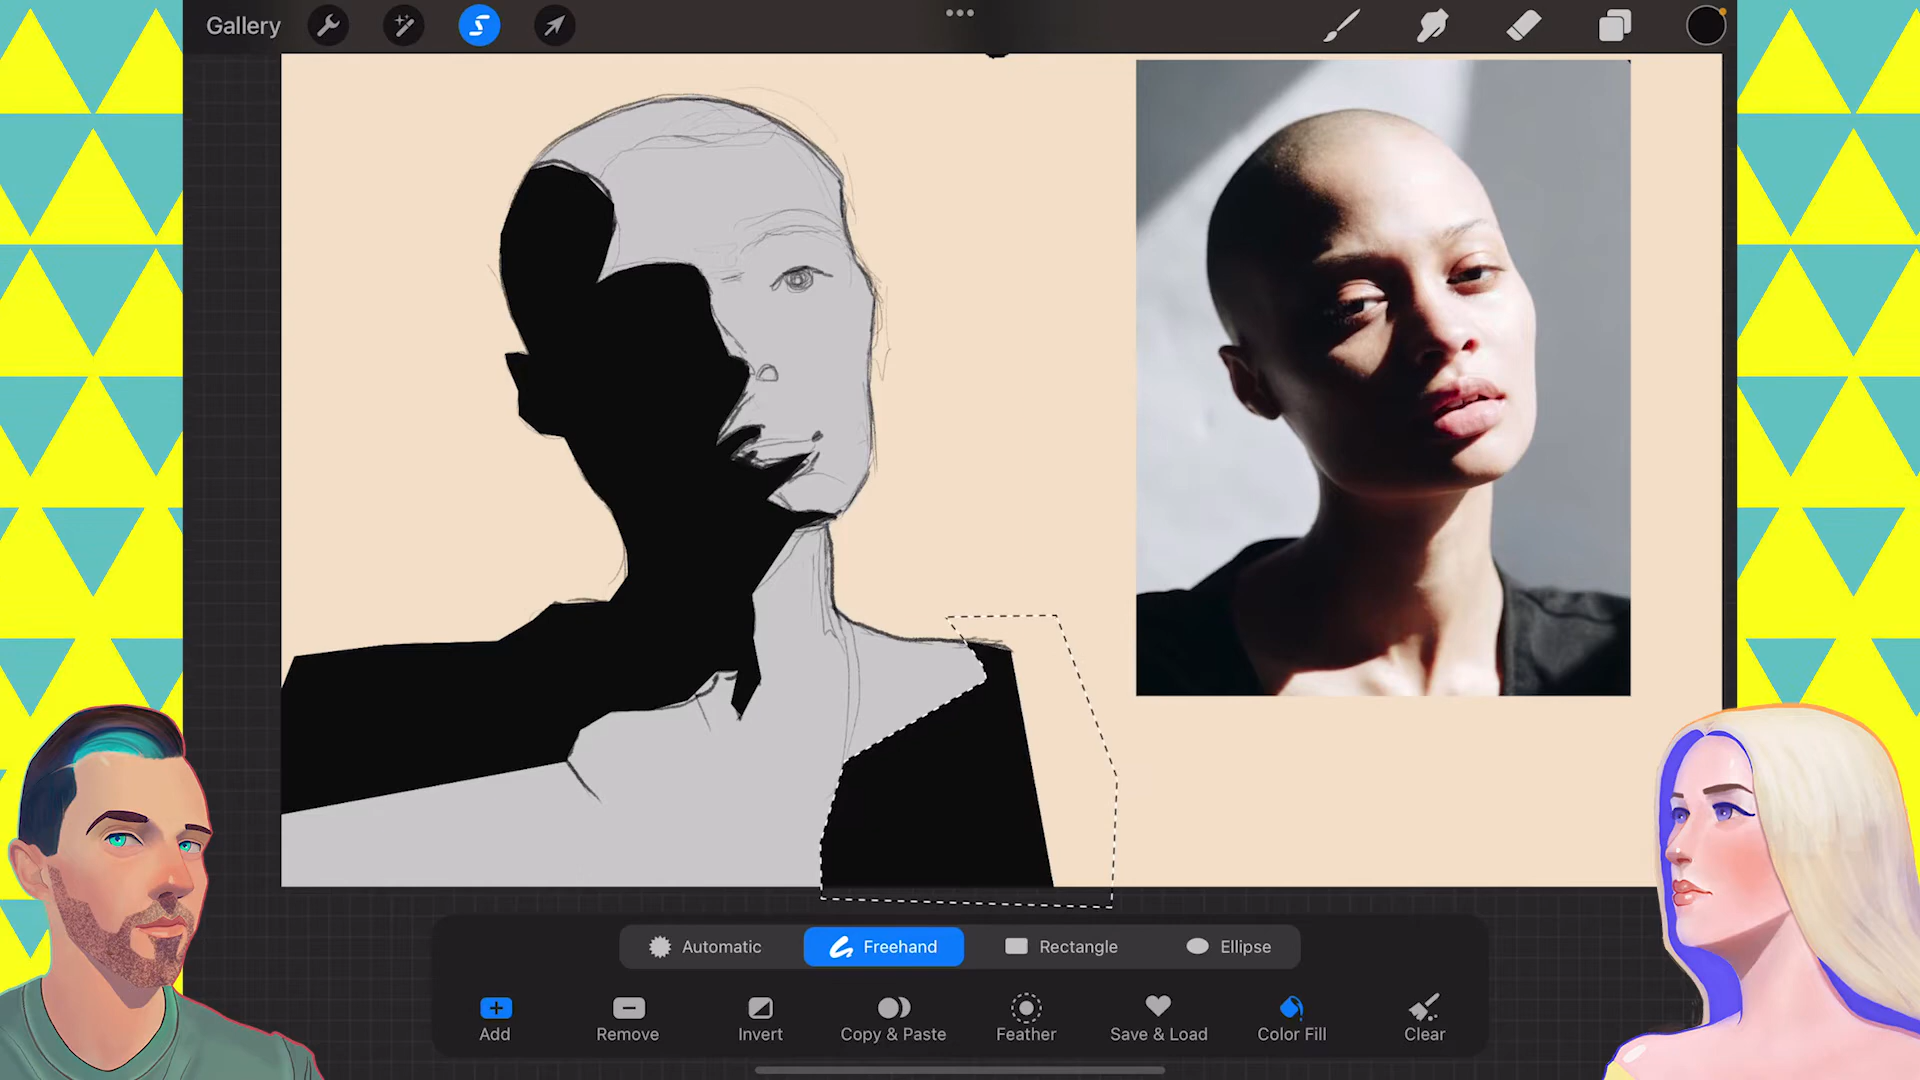 Gallery
Automatic Freehand Rectangle Ellipse
Add Remove Invert Copy & Paste Feather Save & Load Color Fill Clear